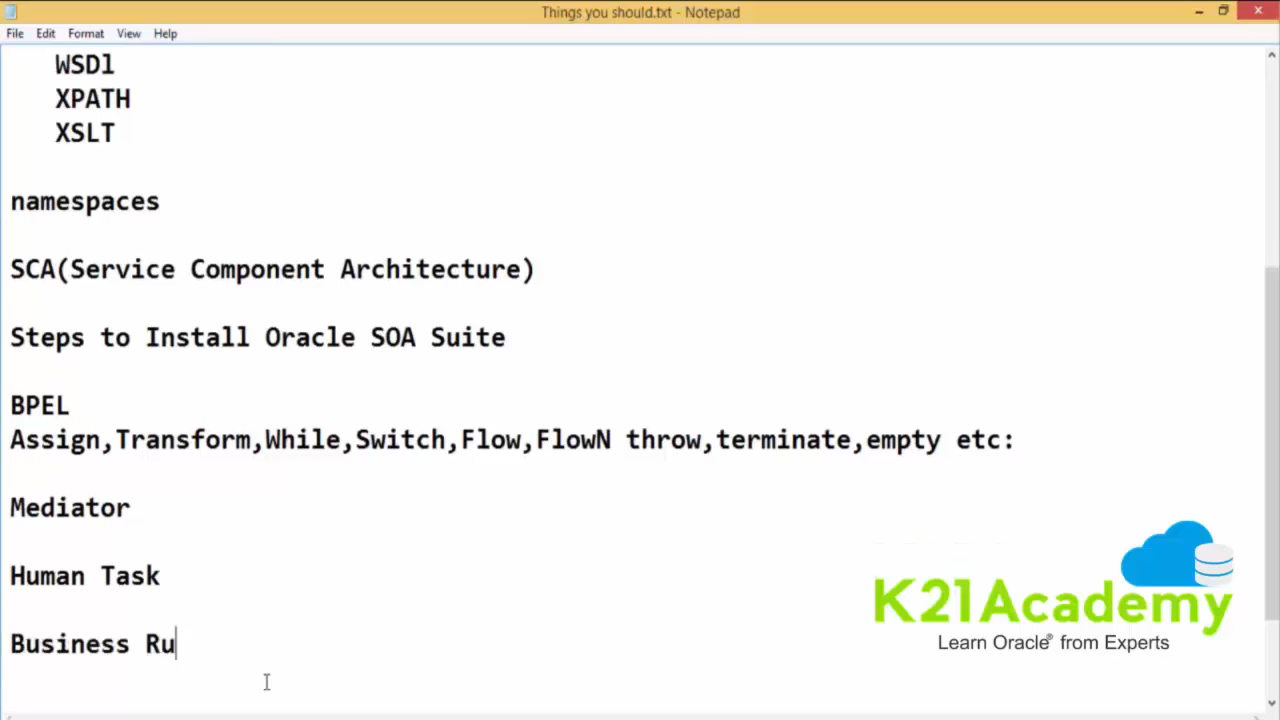 Things you should.txt - Notepad
File Edit Format View Help
WSDl
XPATH
XSLT
namespaces
SCA(Service Component Architecture)
Steps to Install Oracle SOA Suite
BPEL
Assign,Transform,While,Switch,Flow,FlowN throw,terminate,empty etc:
Mediator
Human Task
Business Ru
K21Academy
Learn Oracle® from Experts